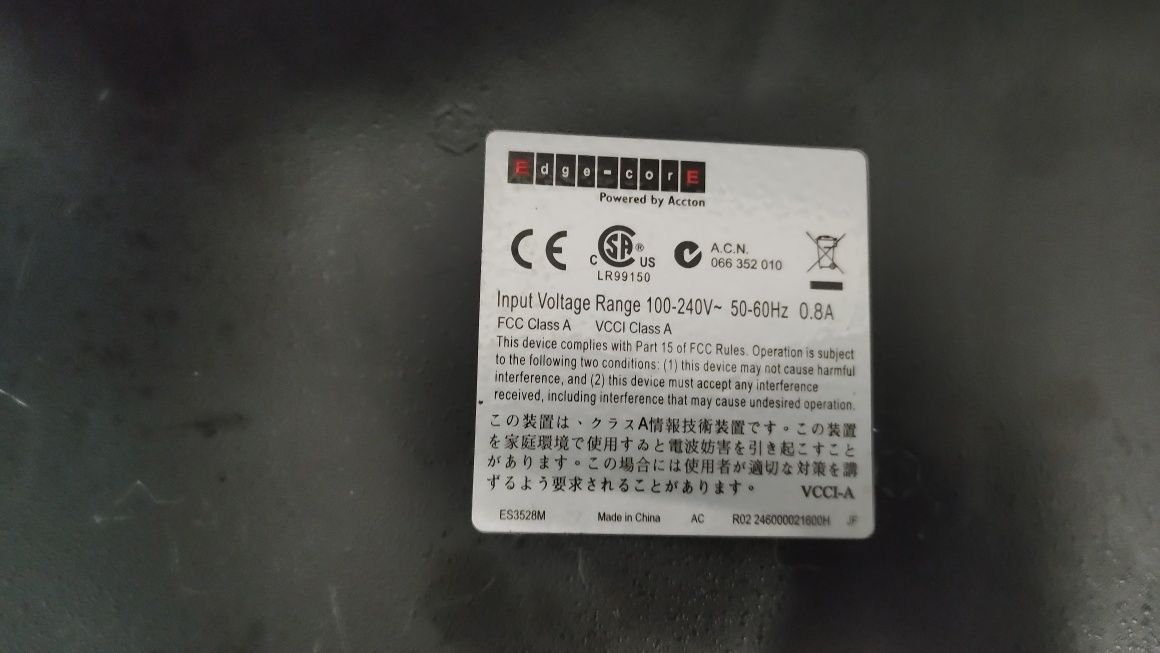 Edge-corE
Powered by Accton
CE
C SA ® US
LR99150
A.C.N.
066 352 010
Input Voltage Range 100-240V~ 50-60Hz 0.8A
FCC Class A VCCI Class A
This device complies with Part 15 of FCC Rules. Operation is subject
to the following two conditions: (1) this device may not cause harmful
interference, and (2) this device must accept any interference
received, including interference that may cause undesired operation.
この装置は、クラスA情報技術装置です。この装置
を家庭環境で使用すゐと電波妨害を引き起こすこと
があります。この場合には使用者が適切な対策を講
ずるよう要求されることがあります。 VCCI-A
ES3528M Made in China AC R02 246000021600H JF